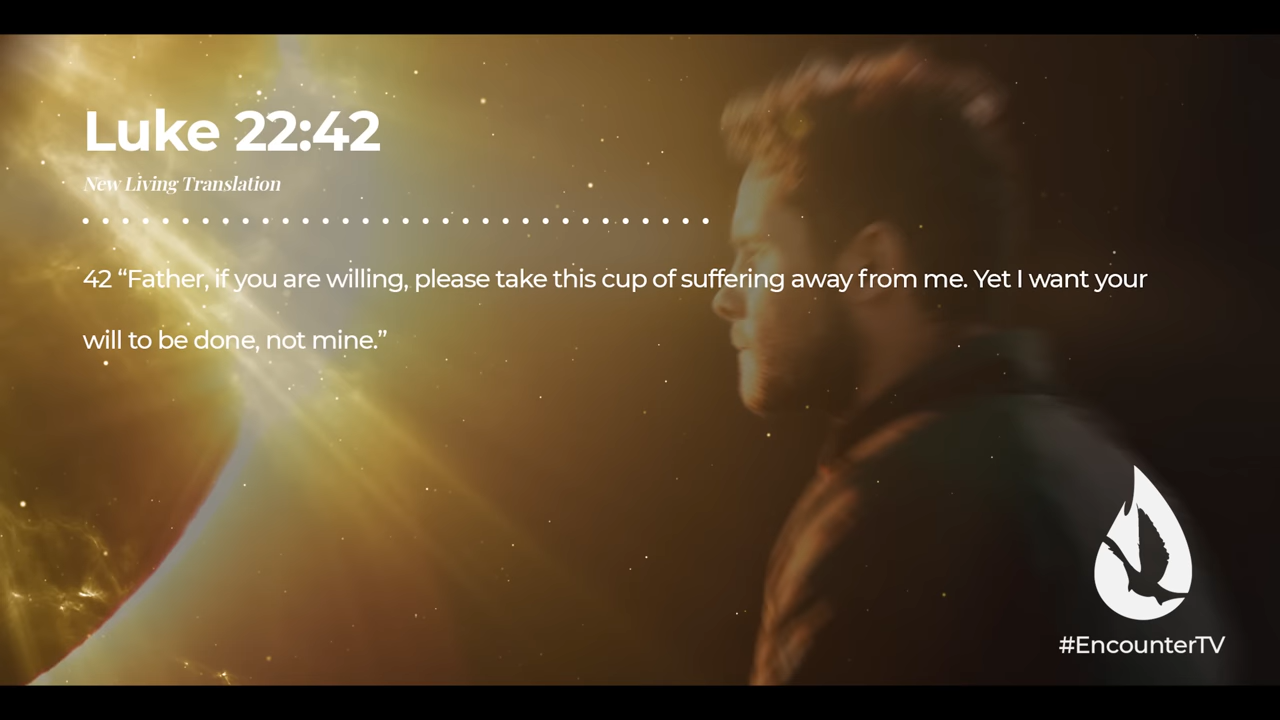 Luke 22:42
New Living Translation
42 “Father, if you are willing, please take this cup of suffering away from me. Yet I want your
will to be done, not mine.”
#EncounterTV